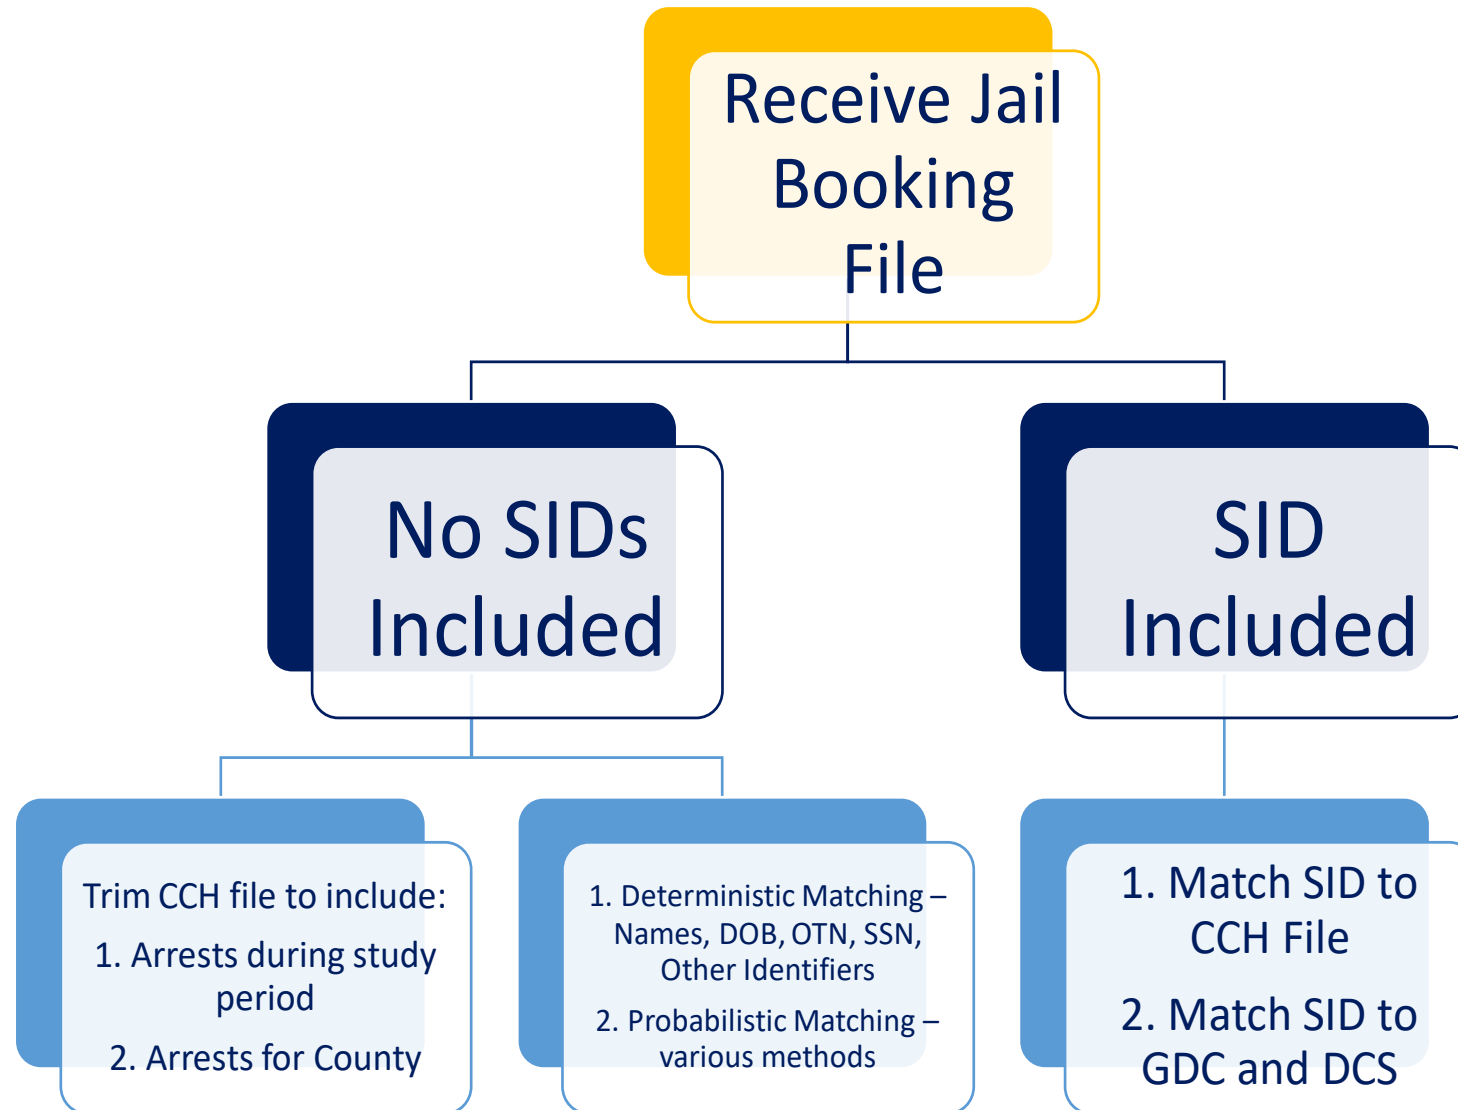 Receive Jail
Booking
File
No SIDs
Included
SID
Included
Trim CCH file to include:
1. Arrests during study
period
2. Arrests for County
1. Deterministic Matching –
Names, DOB, OTN, SSN,
Other Identifiers
2. Probabilistic Matching –
various methods
1. Match SID to
CCH File
2. Match SID to
GDC and DCS